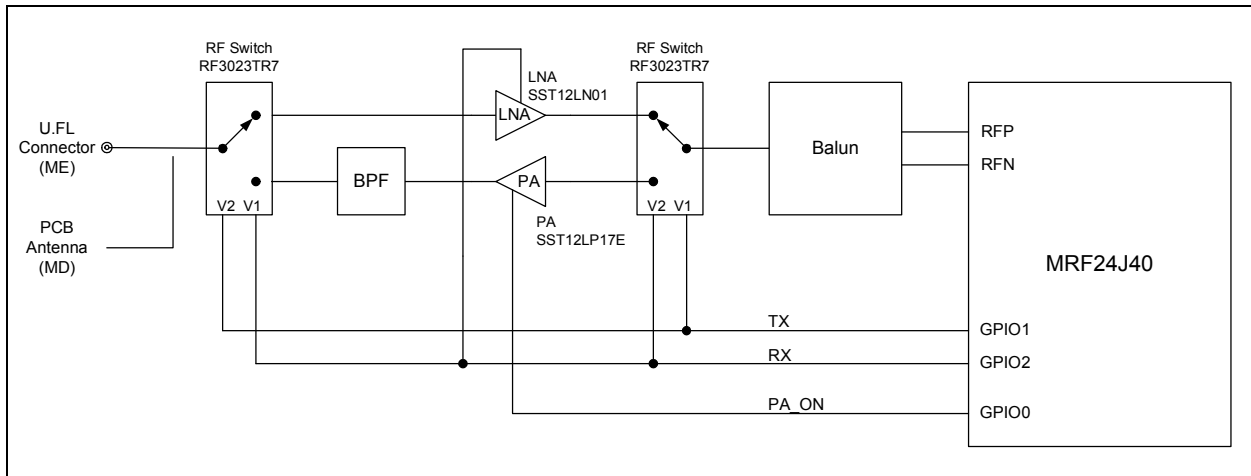 RF Switch
RF3023TR7
LNA
SST12LN01
RF Switch
RF3023TR7
LNA
U.FL
Connector
(ME)
RFP
Balun
RFN
BPF
PA
V2 V1
PA
SST12LP17E
V2 V1
PCB
Antenna
(MD)
MRF24J40
TX
GPIO1
RX
GPIO2
PA_ON
GPIO0